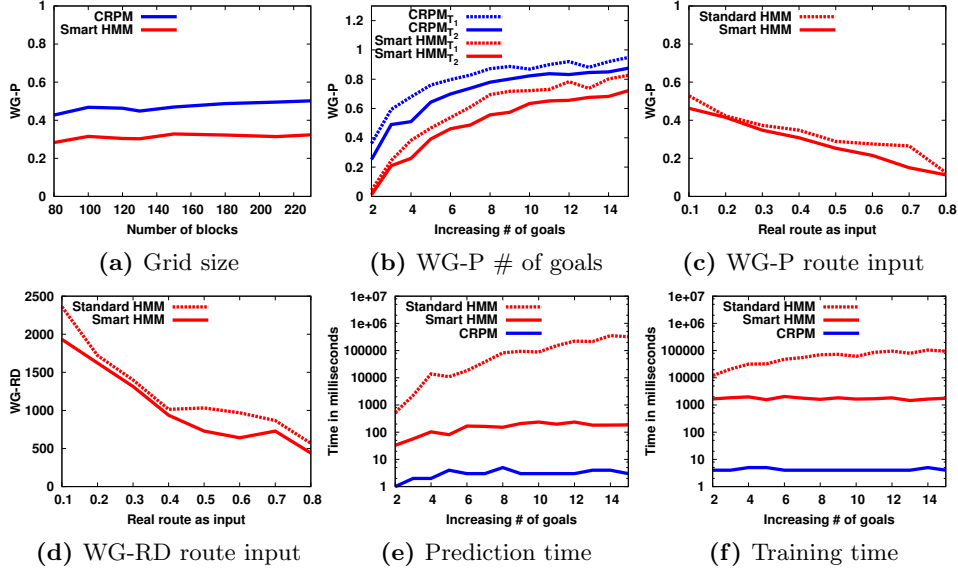 1
0.8
0.6
0.4
0.2
0
WG-P
CRPM
Smart HMM
80 100 120 140 160 180 200 220
Number of blocks
(a) Grid size
1.2
1
0.8
0.6
0.4
0.2
0
WG-P
CRPM T1
CRPM T2
Smart HMM T1
Smart HMM T2
2 4 6 8 10 12 14
Increasing # of goals
(b) WG-P # of goals
1
0.8
0.6
0.4
0.2
0
WG-P
Standard HMM
Smart HMM
0.1 0.2 0.3 0.4 0.5 0.6 0.7 0.8
Real route as input
(c) WG-P route input
2500
2000
1500
1000
500
0
WG-RD
Standard HMM
Smart HMM
0.1 0.2 0.3 0.4 0.5 0.6 0.7 0.8
Real route as input
(d) WG-RD route input
1e+07
1e+06
100000
10000
1000
100
10
1
Time in milliseconds
Standard HMM
Smart HMM
CRPM
2 4 6 8 10 12 14
Increasing # of goals
(e) Prediction time
1e+07
1e+06
100000
10000
1000
100
10
1
Time in milliseconds
Standard HMM
Smart HMM
CRPM
2 4 6 8 10 12 14
Increasing # of goals
(f) Training time